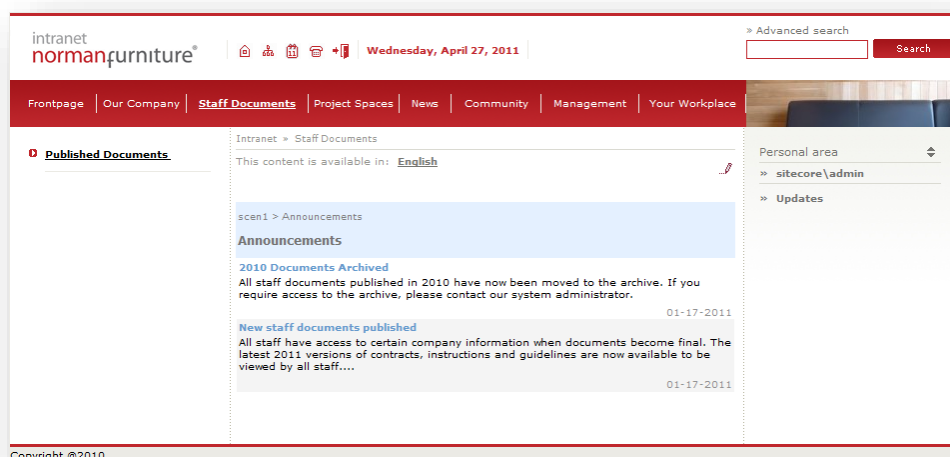 intranet
normanfurniture®
11
Wednesday, April 27, 2011
» Advanced search
Search
Frontpage
Our Company
Staff Documents
Project Spaces
News
Community
Management
Your Workplace
Published Documents
Intranet » Staff Documents
This content is available in: English
scen1 > Announcements
Announcements
2010 Documents Archived
All staff documents published in 2010 have now been moved to the archive. If you
require access to the archive, please contact our system administrator.
01-17-2011
New staff documents published
All staff have access to certain company information when documents become final. The
latest 2011 versions of contracts, instructions and guidelines are now available to be
viewed by all staff....
01-17-2011
Personal area
» sitecore\admin
» Updates
Copyright @2010